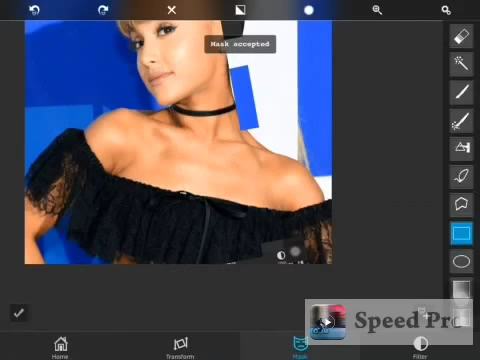 Mask accepted
Speed Pro
Home
Transform
Mask
Filter